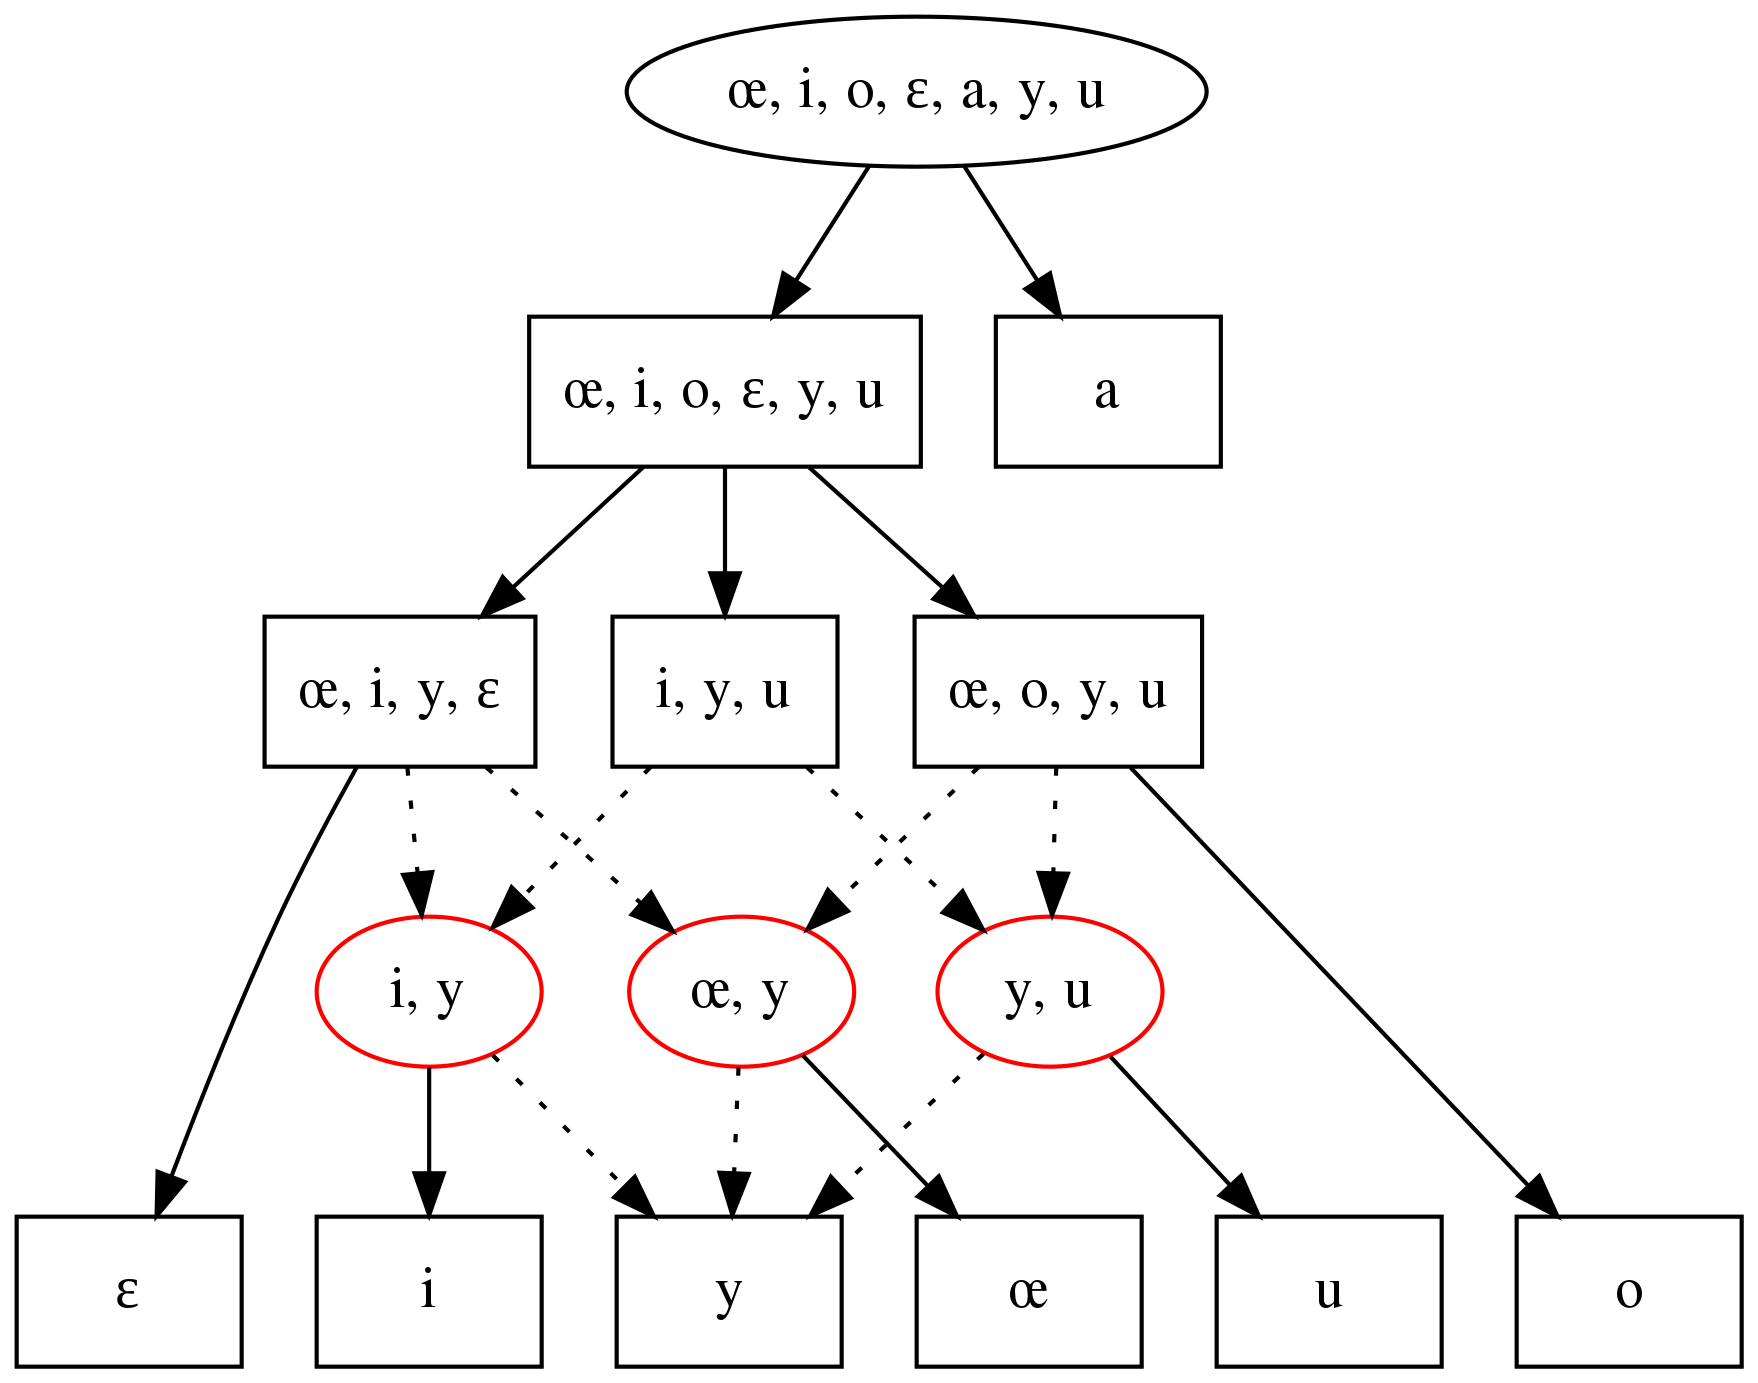 œ, i, o, ɛ, a, y, u
œ, i, o, ɛ, y, u
a
œ, i, y, ɛ
i, y, u
œ, o, y, u
i, y
œ, y
y, u
ɛ
i
y
œ
u
o